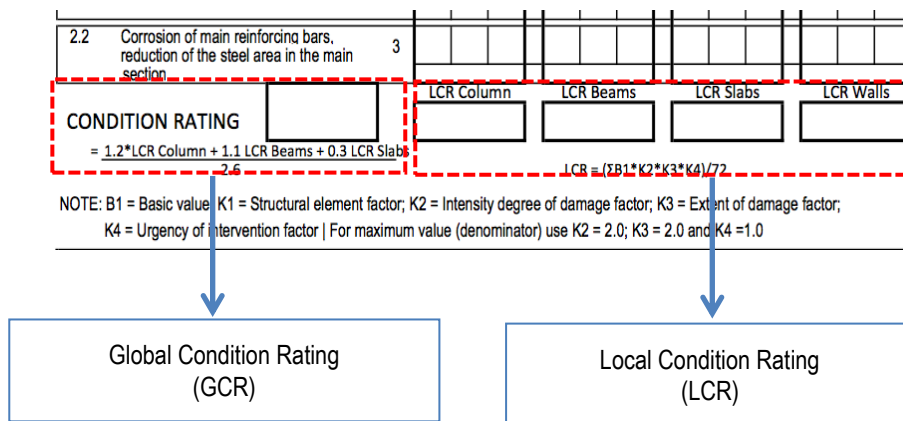 2.2 Corrosion of main reinforcing bars, 3
reduction of the steel area in the main
section
LCR Column LCR Beams LCR Slabs LCR Walls
CONDITION RATING
= 1.2*LCR Column + 1.1 LCR Beams + 0.3 LCR Slabs
2.6
LCR = (ΣB1*K2*K3*K4)/72
NOTE: B1 = Basic value; K1 = Structural element factor; K2 = Intensity degree of damage factor; K3 = Extent of damage factor;
K4 = Urgency of intervention factor | For maximum value (denominator) use K2 = 2.0; K3 = 2.0 and K4 =1.0
Global Condition Rating
(GCR)
Local Condition Rating
(LCR)